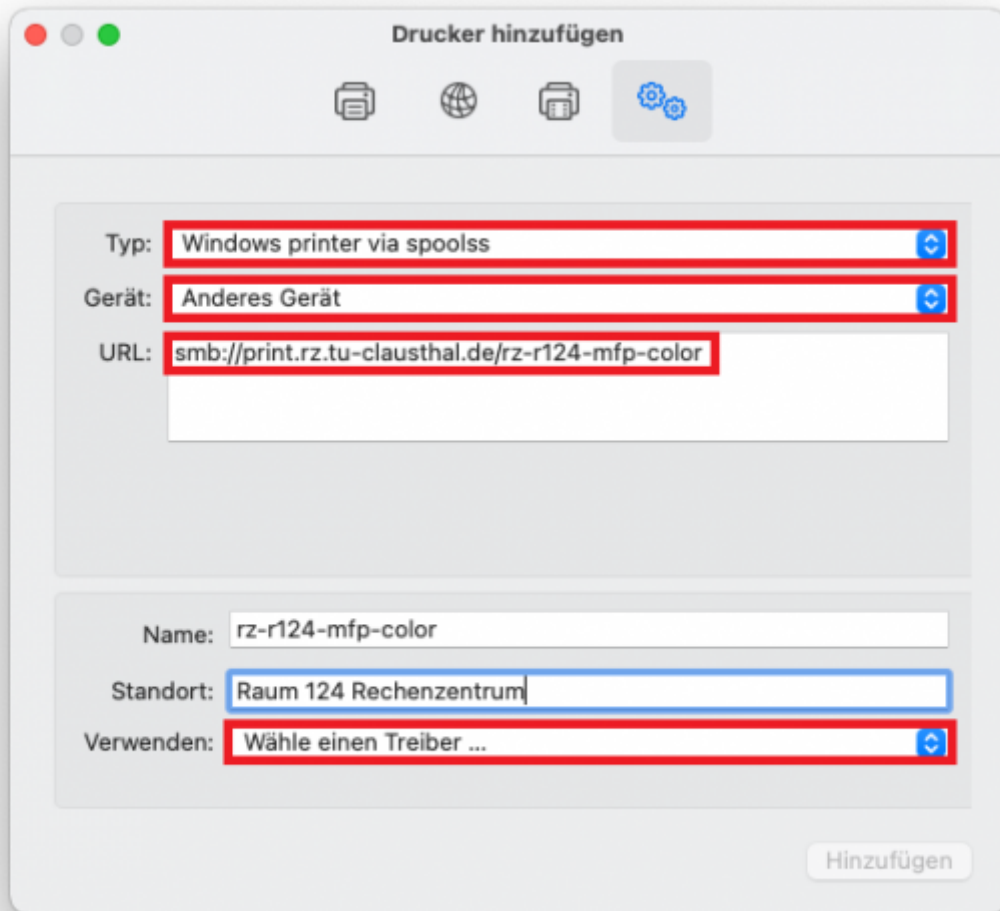 Drucker hinzufügen
Typ: Windows printer via spoolss
Gerät: Anderes Gerät
URL: smb://print.rz.tu-clausthal.de/rz-r124-mfp-color
Name: rz-r124-mfp-color
Standort: Raum 124 Rechenzentrum
Verwenden: Wähle einen Treiber ...
Hinzufügen